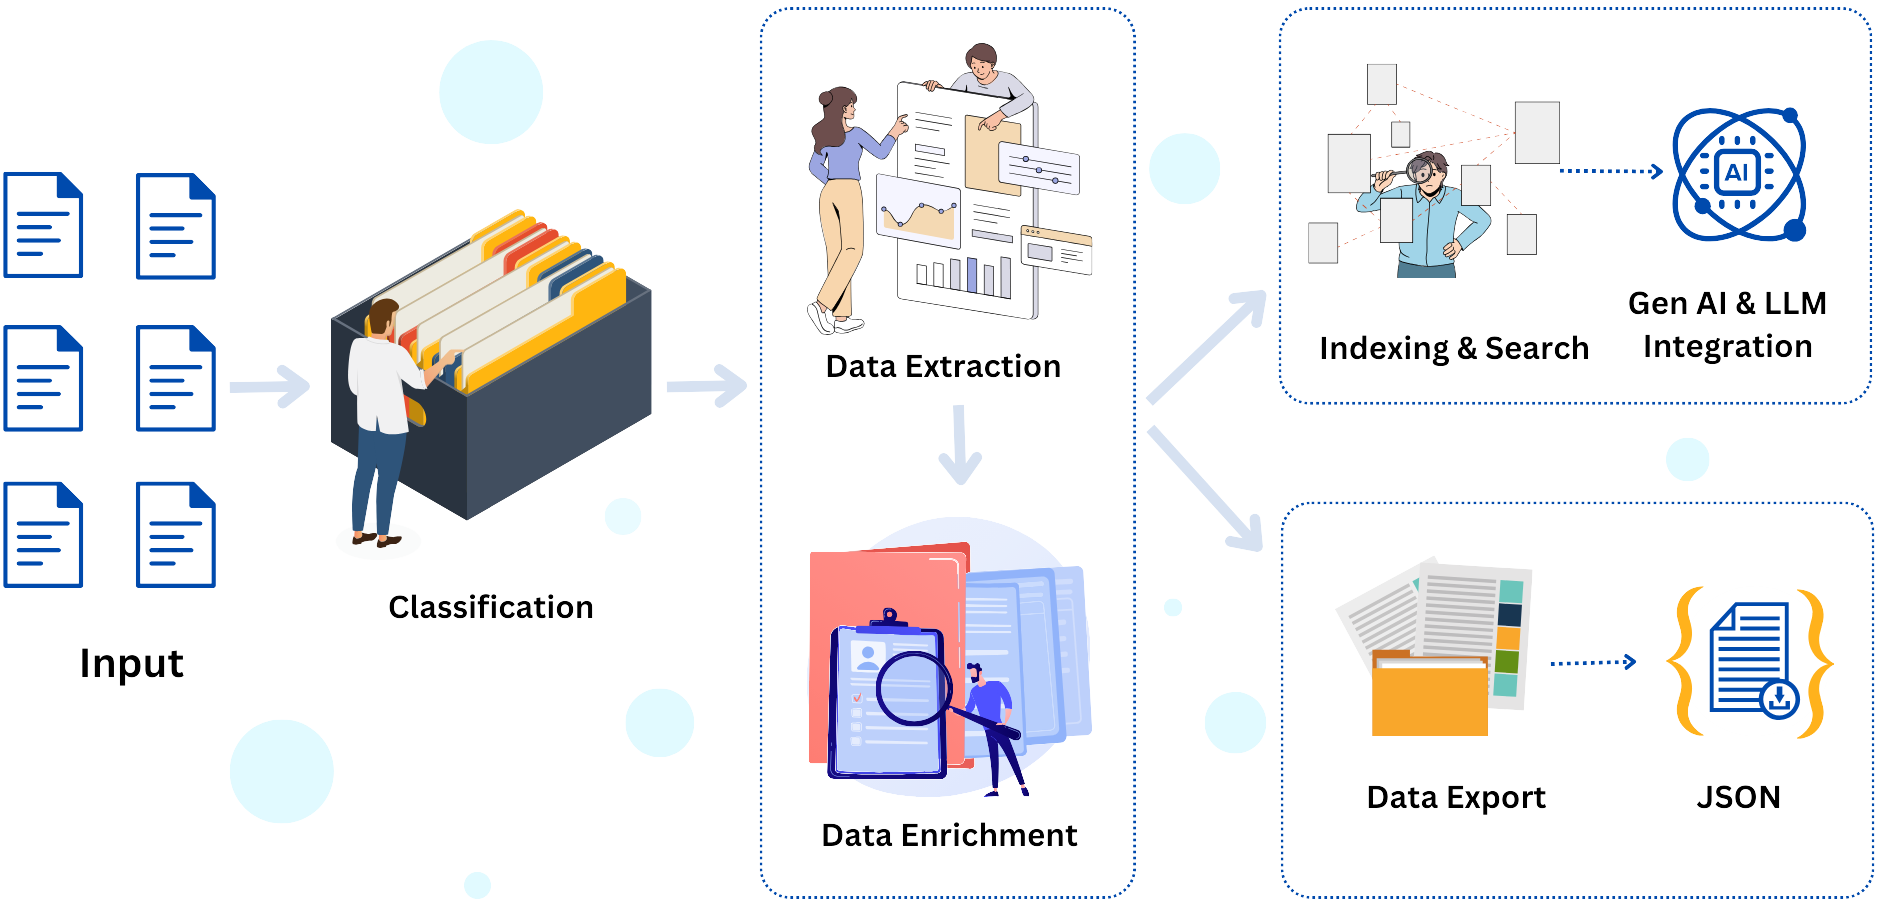 Input
Classification
Data Extraction
Data Enrichment
Indexing & Search
AI
Gen AI & LLM
Integration
Data Export
JSON